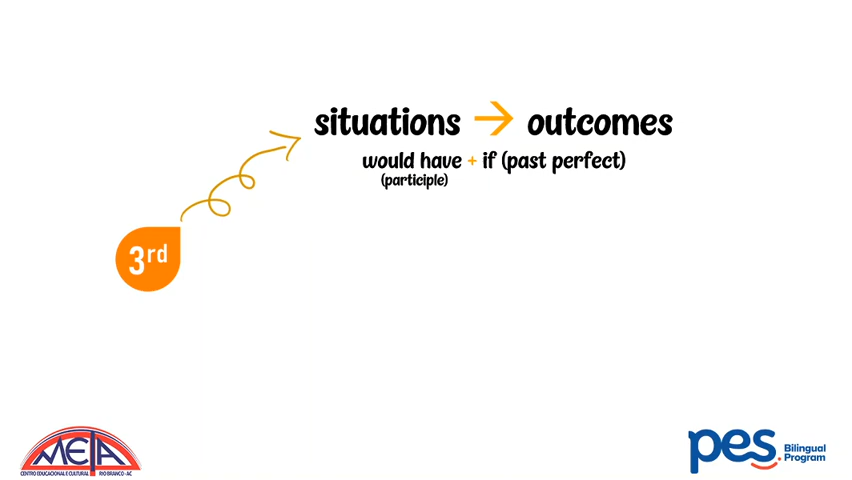 situations → outcomes
would have + if (past perfect)
(participle)
3rd
META
CENTRO EDUCACIONAL E CULTURAL RIO BRANCO - AC
pes. Bilingual
Program